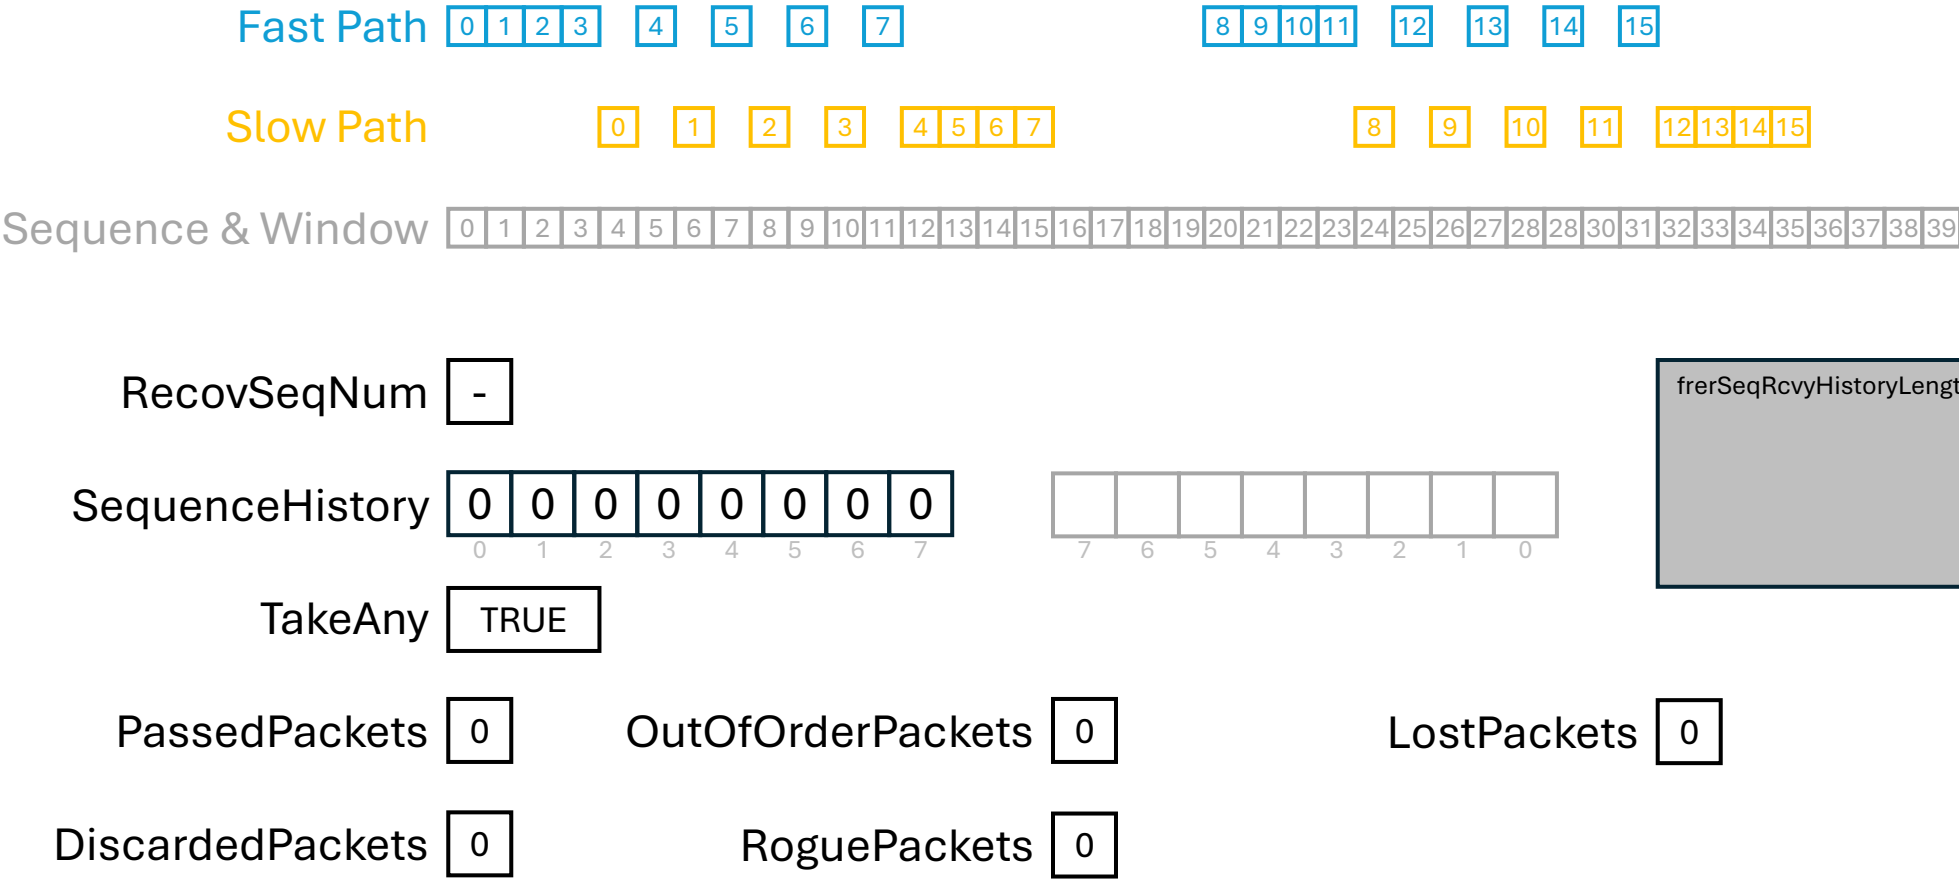 Fast Path 0 1 2 3 4 5 6 7 8 9 10 11 12 13 14 15
Slow Path 0 1 2 3 4 5 6 7 8 9 10 11 12 13 14 15
Sequence & Window 0 1 2 3 4 5 6 7 8 9 10 11 12 13 14 15 16 17 18 19 20 21 22 23 24 25 26 27 28 28 30 31 32 33 34 35 36 37 38 39
RecovSeqNum -
frerSeqRcvyHistoryLengt
SequenceHistory 0 0 0 0 0 0 0 0
0 1 2 3 4 5 6 7 7 6 5 4 3 2 1 0
TakeAny TRUE
PassedPackets 0 OutOfOrderPackets 0 LostPackets 0
DiscardedPackets 0 RoguePackets 0